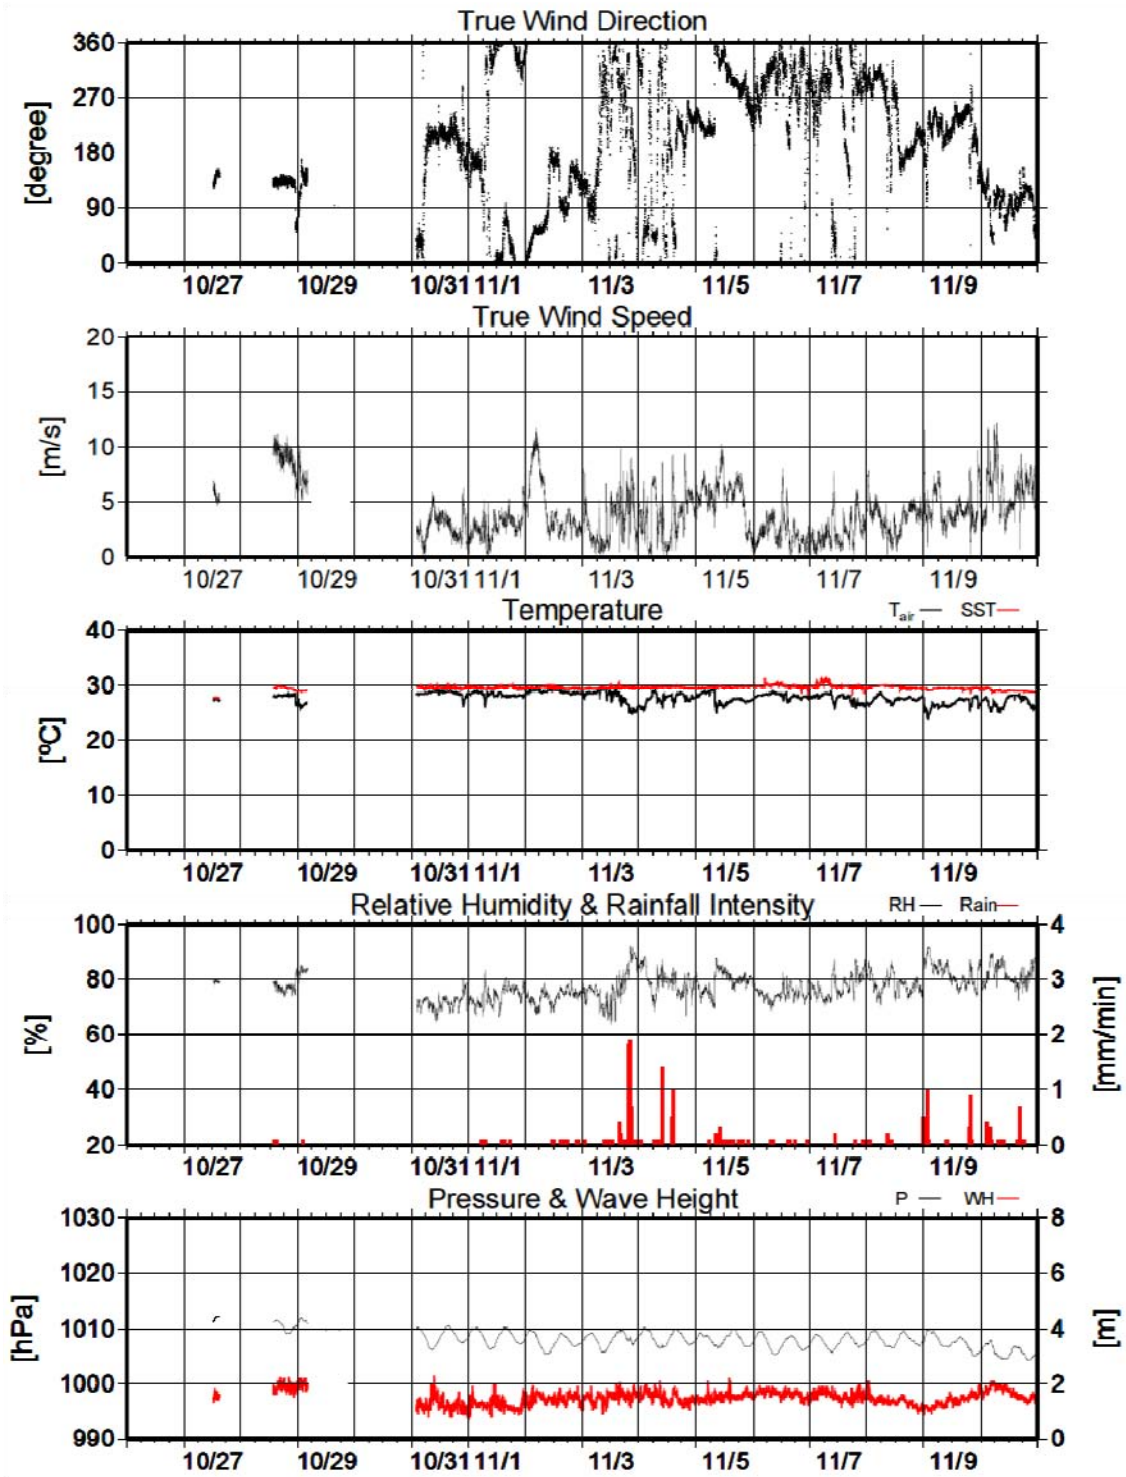 True Wind Direction
360
270
180
90
0
[degree]
10/27 10/29 10/31 11/1 11/3 11/5 11/7 11/9
True Wind Speed
20
15
10
5
0
[m/s]
10/27 10/29 10/31 11/1 11/3 11/5 11/7 11/9
Temperature
Tair SST
40
30
20
10
0
[ºC]
10/27 10/29 10/31 11/1 11/3 11/5 11/7 11/9
Relative Humidity & Rainfall Intensity
RH Rain
100 4
80 3
60 2
40 1
20 0
[%] [mm/min]
10/27 10/29 10/31 11/1 11/3 11/5 11/7 11/9
Pressure & Wave Height
P WH
1030 8
1020 6
1010 4
1000 2
990 0
[hPa] [m]
10/27 10/29 10/31 11/1 11/3 11/5 11/7 11/9